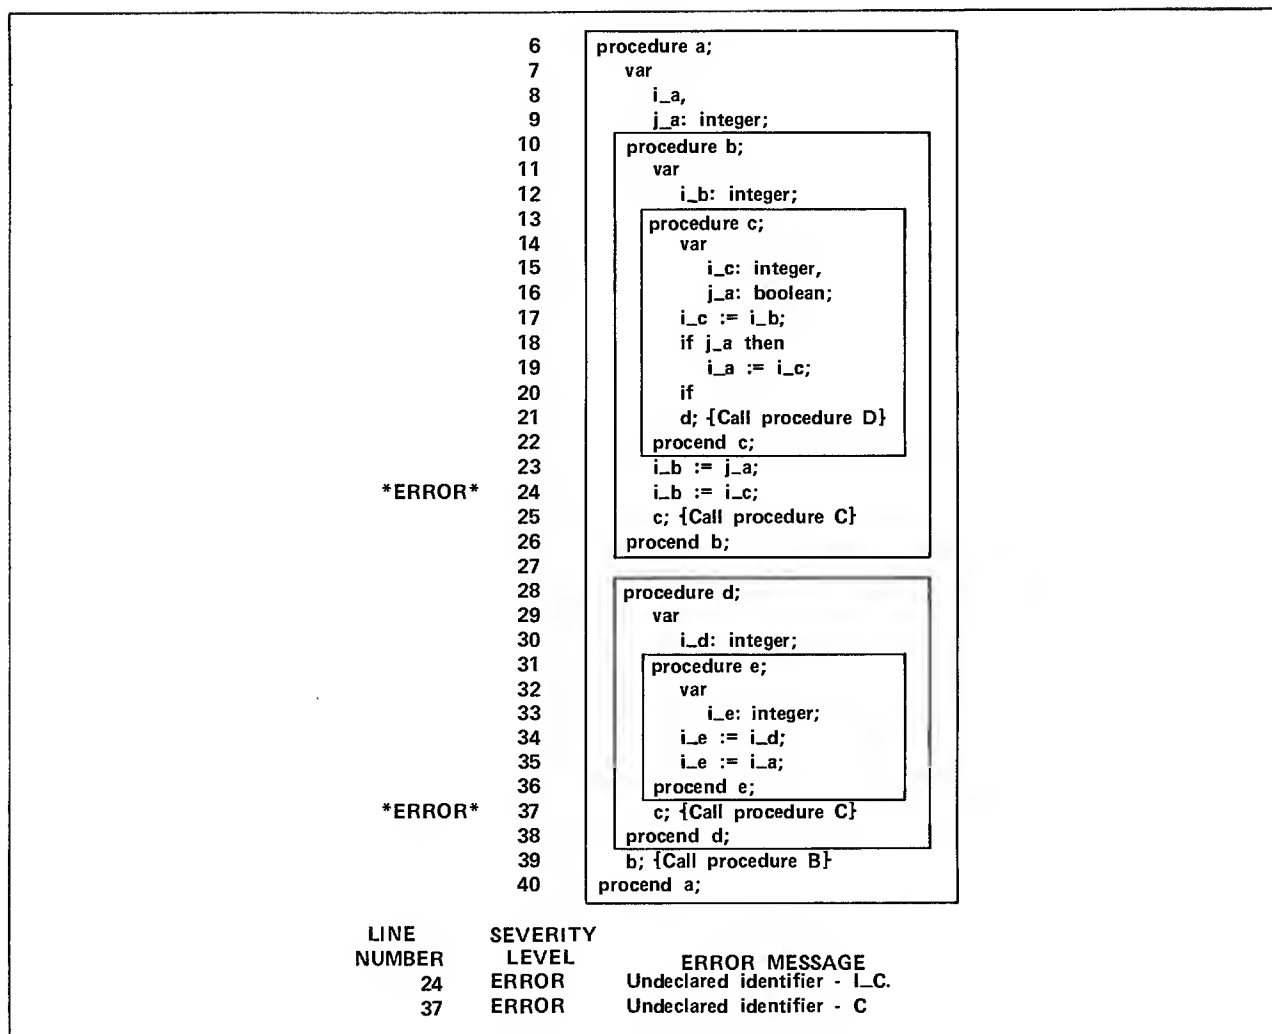 6 procedure a;
7 var
8 i_a,
9 j_a: integer;
10 procedure b;
11 var
12 i_b: integer;
13 procedure c;
14 var
15 i_c: integer,
16 j_a: boolean;
17 i_c := i_b;
18 if j_a then
19 i_a := i_c;
20 if
21 d; {Call procedure D}
22 procend c;
23 i_b := j_a;
*ERROR* 24 i_b := i_c;
25 c; {Call procedure C}
26 procend b;
27
28 procedure d;
29 var
30 i_d: integer;
31 procedure e;
32 var
33 i_e: integer;
34 i_e := i_d;
35 i_e := i_a;
36 procend e;
*ERROR* 37 c; {Call procedure C}
38 procend d;
39 b; {Call procedure B}
40 procend a;
LINE SEVERITY
NUMBER LEVEL ERROR MESSAGE
24 ERROR Undeclared identifier - I_C.
37 ERROR Undeclared identifier - C